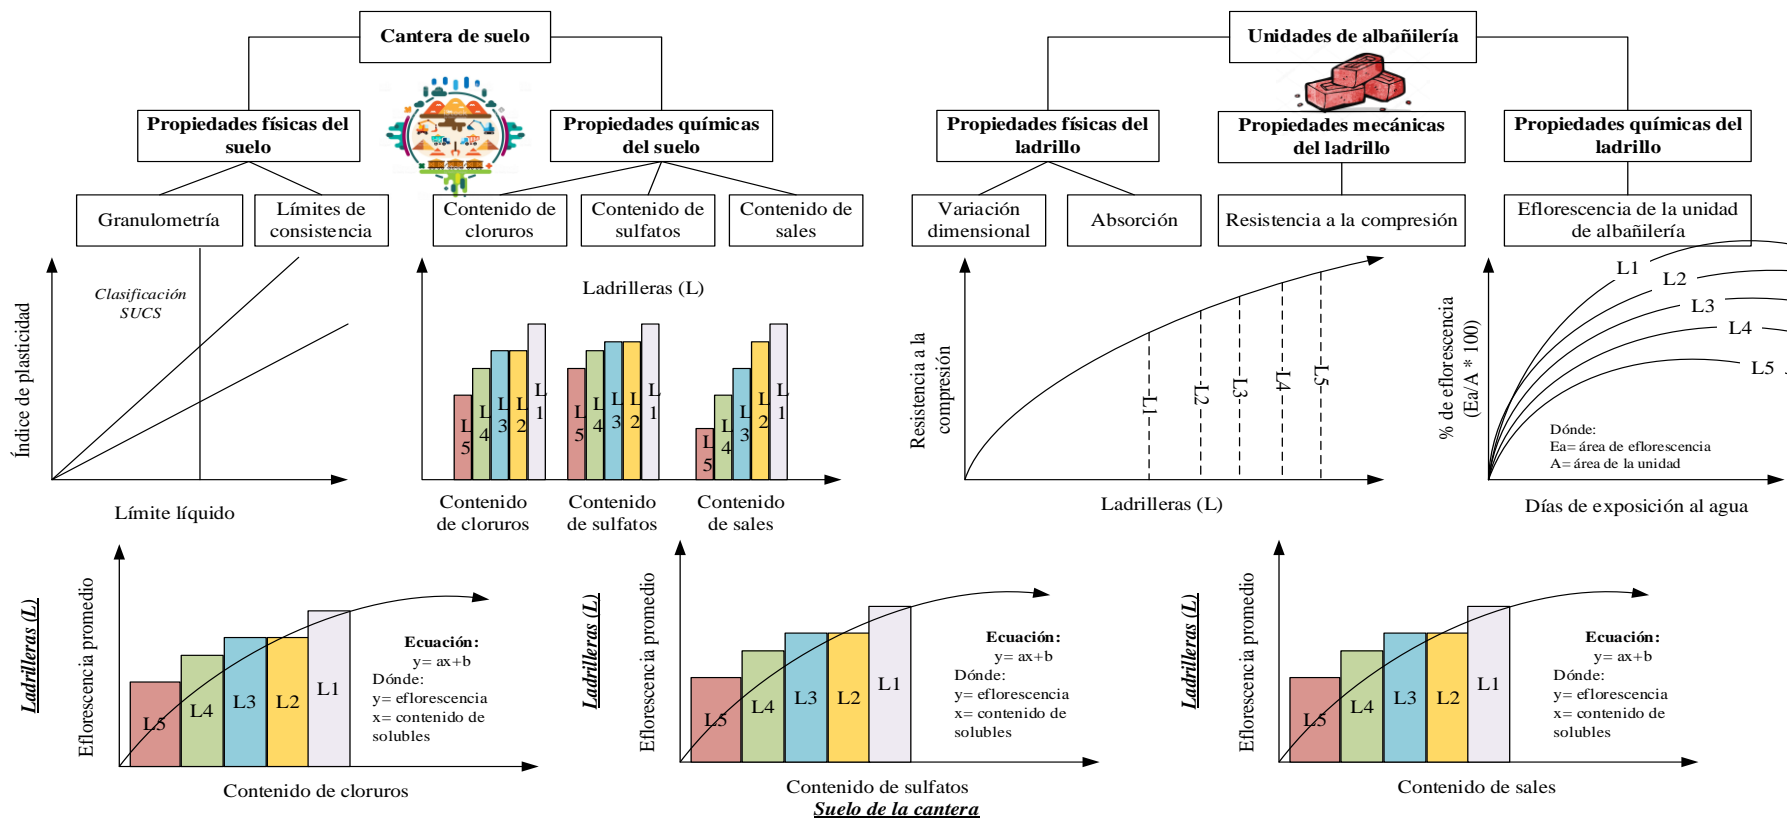 Cantera de suelo
Unidades de albañilería
Propiedades físicas del
suelo
Propiedades químicas
del suelo
Propiedades físicas del
ladrillo
Propiedades mecánicas
del ladrillo
Propiedades químicas del
ladrillo
Granulometría
Límites de
consistencia
Contenido de
cloruros
Contenido de
sulfatos
Contenido de
sales
Variación
dimensional
Absorción
Resistencia a la compresión
Eflorescencia de la unidad
de albañilería
Índice de plasticidad
Clasificación
SUCS
Límite líquido
Ladrilleras (L)
L5
L4
L3
L2
L1
L5
L4
L3
L2
L1
L5
L4
L3
L2
L1
Contenido
de cloruros
Contenido
de sulfatos
Contenido
de sales
Resistencia a la
compresión
L1
L2
L3
L4
L5
Ladrilleras (L)
% de eflorescencia
(Ea/A * 100)
L1
L2
L3
L4
L5
Dónde:
Ea= área de eflorescencia
A= área de la unidad
Días de exposición al agua
Ladrilleras (L)
Eflorescencia promedio
L5
L4
L3
L2
L1
Ecuación:
y= ax+b
Dónde:
y= eflorescencia
x= contenido de
solubles
Contenido de cloruros
Ladrilleras (L)
Eflorescencia promedio
L5
L4
L3
L2
L1
Ecuación:
y= ax+b
Dónde:
y= eflorescencia
x= contenido de
solubles
Contenido de sulfatos
Ladrilleras (L)
Eflorescencia promedio
L5
L4
L3
L2
L1
Ecuación:
y= ax+b
Dónde:
y= eflorescencia
x= contenido de
solubles
Contenido de sales
Suelo de la cantera